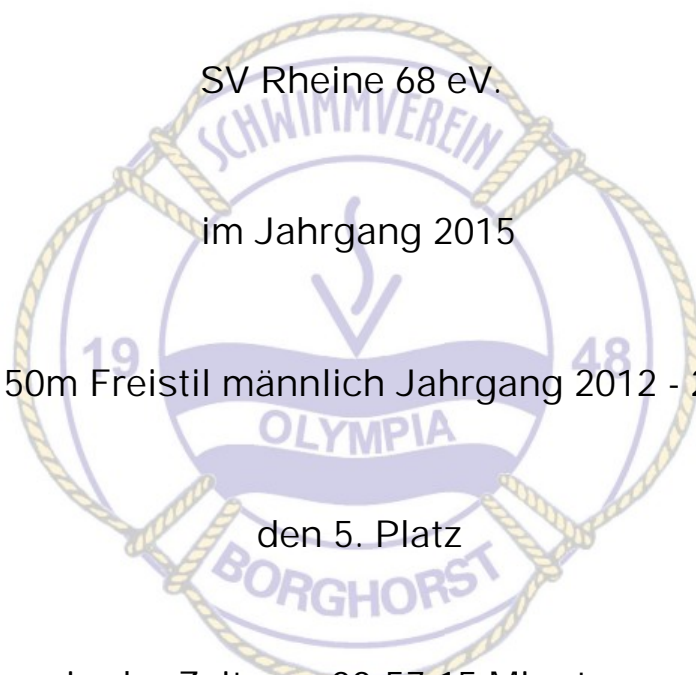 SV Rheine 68 eV.
SCHWIMMVEREIN
im Jahrgang 2015
19 48
50m Freistil männlich Jahrgang 2012 -
OLYMPIA
den 5. Platz
BORGHORST